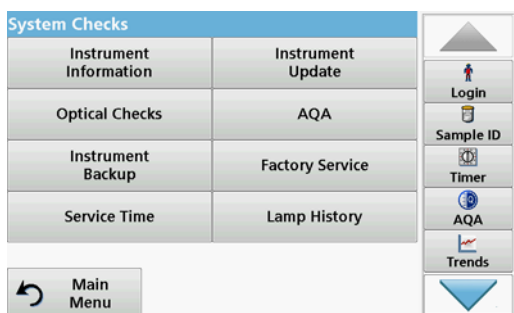 System Checks
Instrument
Information
Instrument
Update
Optical Checks
AQA
Instrument
Backup
Factory Service
Service Time
Lamp History
Main
Menu
Login
Sample ID
Timer
AQA
Trends